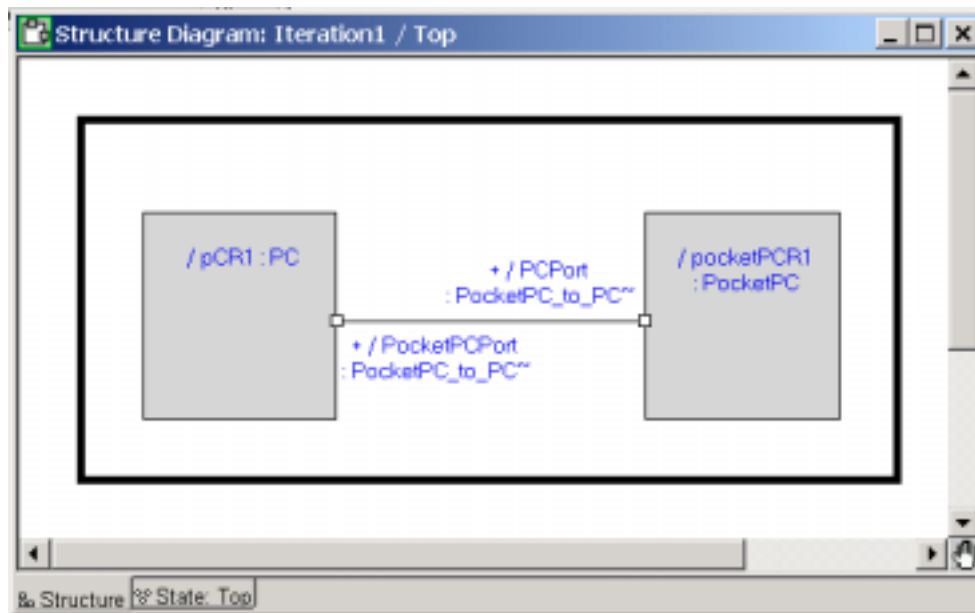 Structure Diagram: Iteration1 / Top
/ pCR1 : PC
/ pocketPCR1
: PocketPC
+ / PCPort
: PocketPC_to_PC~
+ / PocketPCPort
: PocketPC_to_PC~
Structure
State: Top